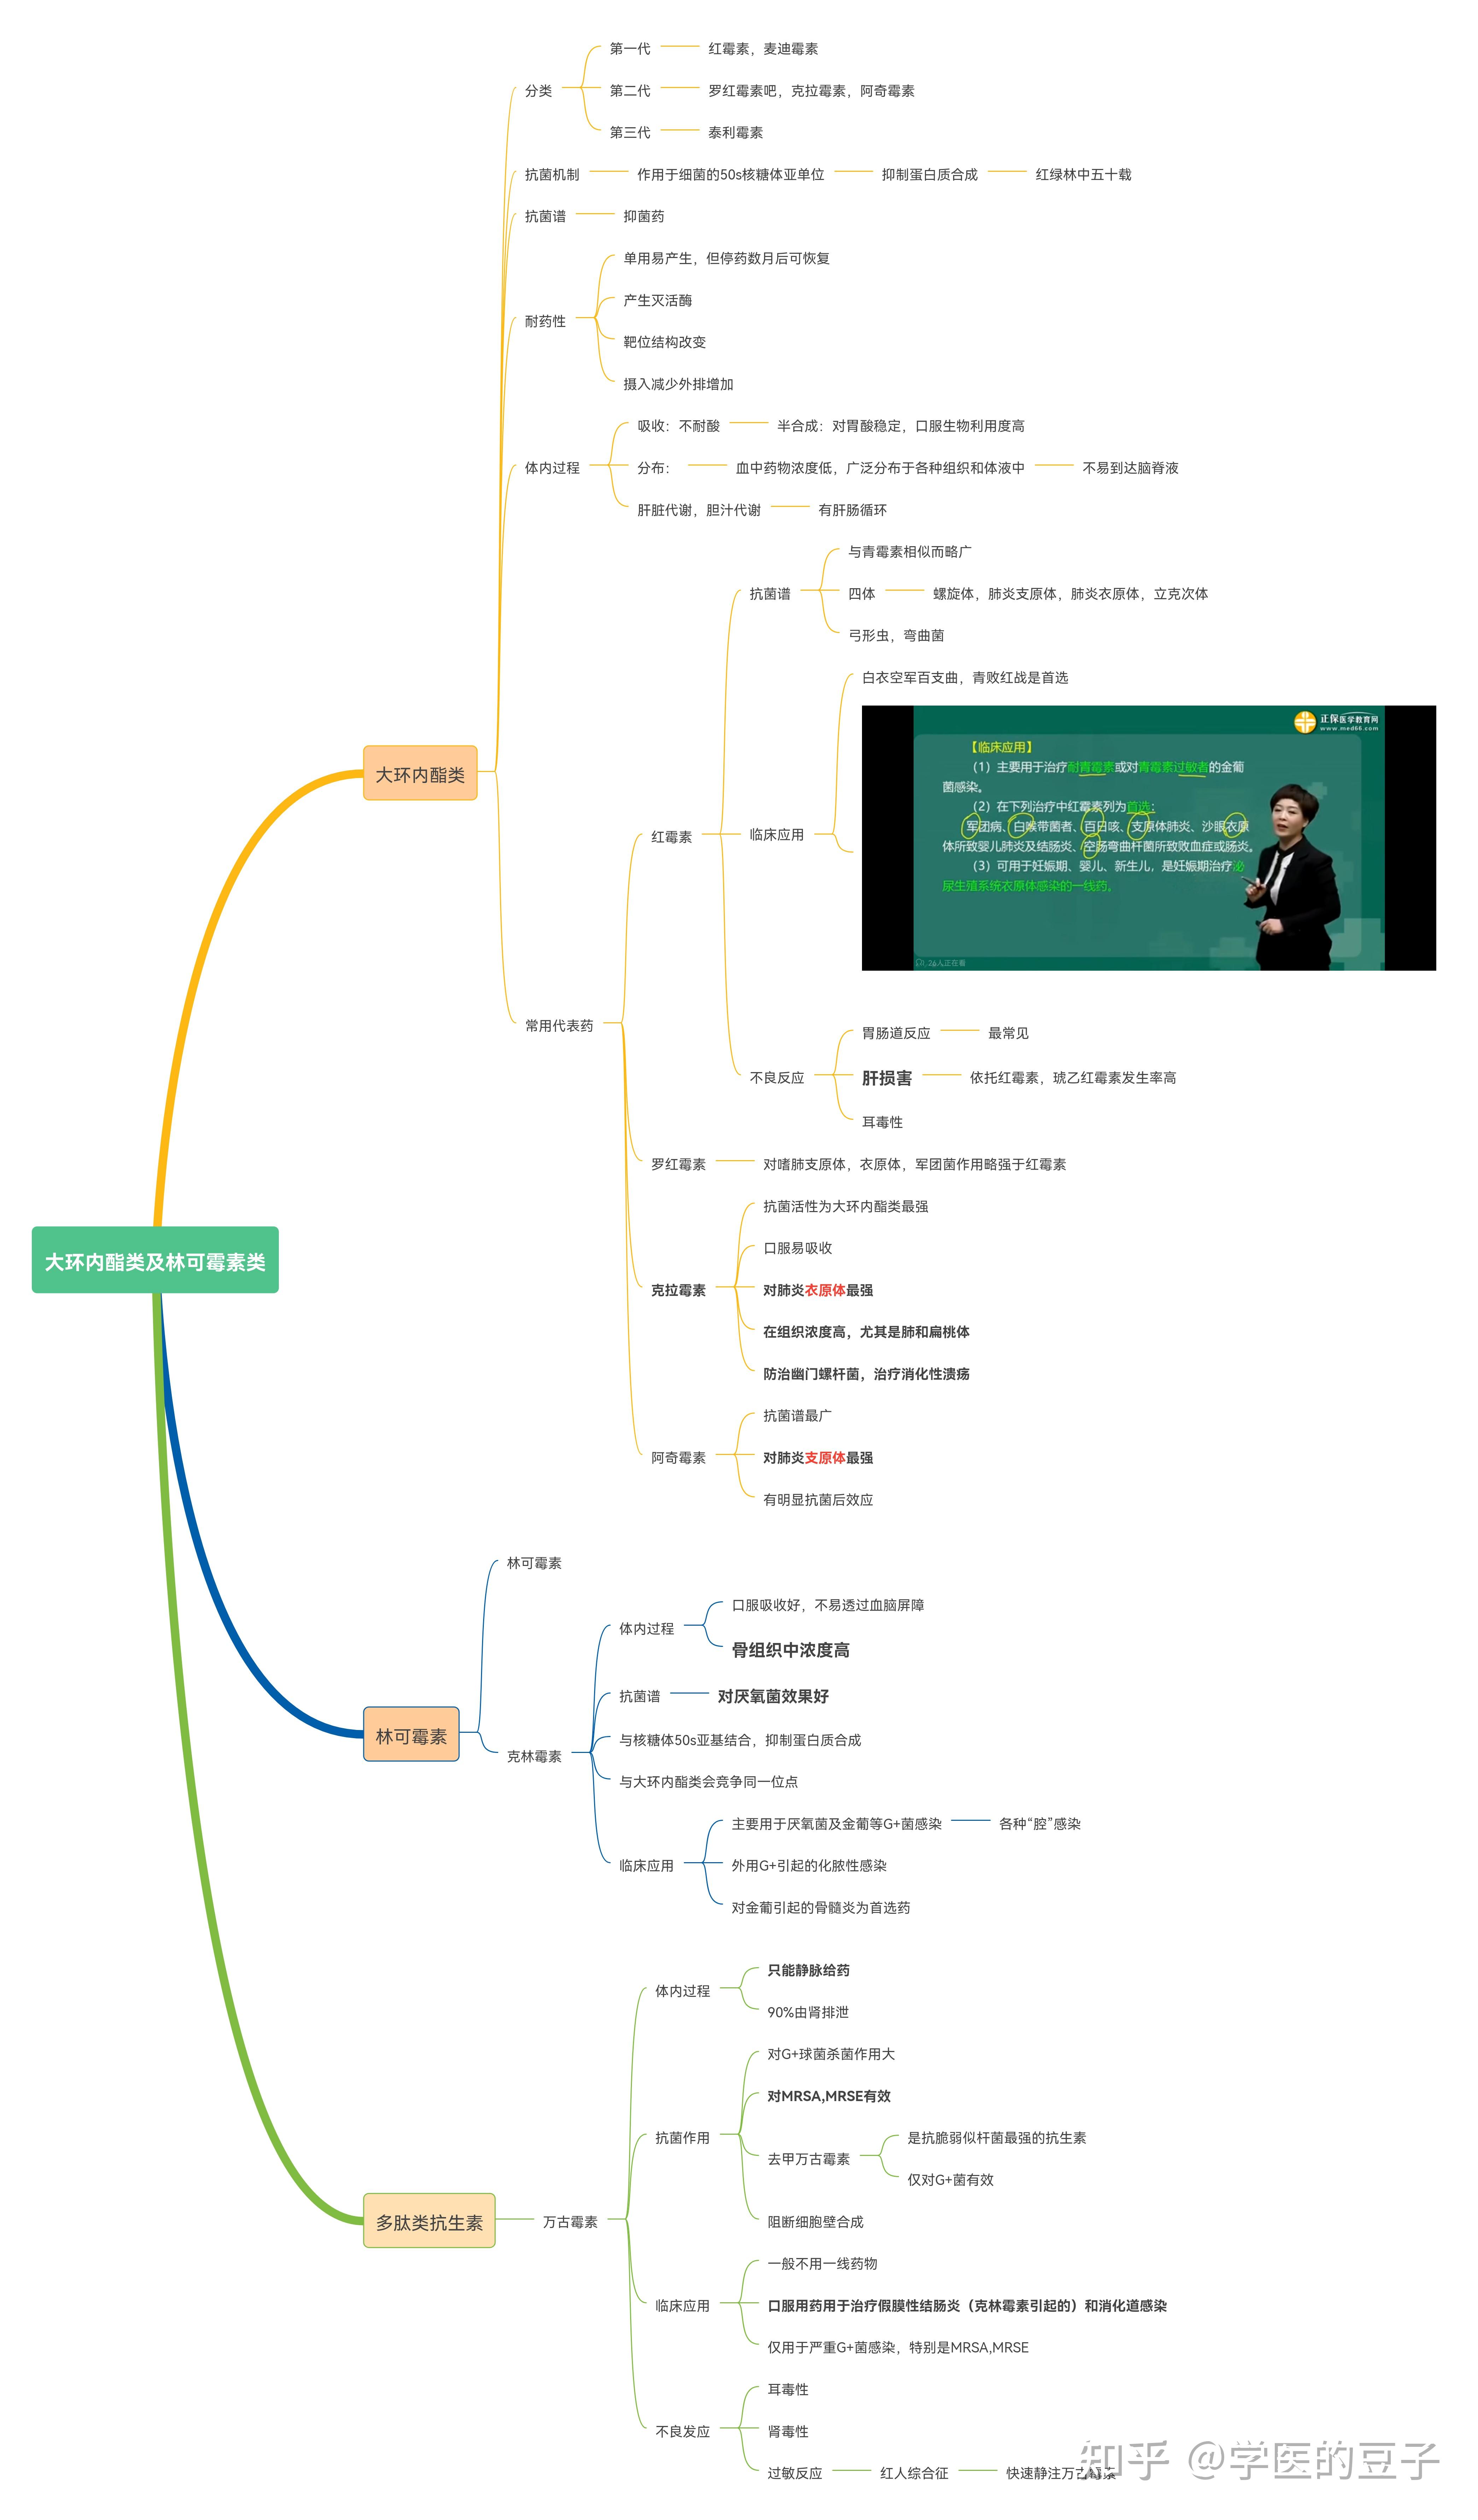 大环内酯类及林可霉素类
大环内酯类
分类
第一代
红霉素，麦迪霉素
第二代
罗红霉素吧，克拉霉素，阿奇霉素
第三代
泰利霉素
抗菌机制
作用于细菌的50s核糖体亚单位
抑制蛋白质合成
红绿林中五十载
抗菌谱
抑菌药
耐药性
单用易产生，但停药数月后可恢复
产生灭活酶
靶位结构改变
摄入减少外排增加
体内过程
吸收：不耐酸
半合成：对胃酸稳定，口服生物利用度高
分布：
血中药物浓度低，广泛分布于各种组织和体液中
不易到达脑脊液
肝脏代谢，胆汁代谢
有肝肠循环
常用代表药
红霉素
抗菌谱
与青霉素相似而略广
四体
螺旋体，肺炎支原体，肺炎衣原体，立克次体
弓形虫，弯曲菌
临床应用
白衣空军百支曲，青败红战是首选
正保医学教育网
www.med66.com
【临床应用】
（1）主要用于治疗耐青霉素或对青霉素过敏者的金葡
菌感染。
（2）在下列治疗中红霉素列为首选：
军团病、白喉带菌者、百日咳、支原体肺炎、沙眼衣原
体所致婴儿肺炎及结肠炎、空肠弯曲杆菌所致败血症或肠炎。
（3）可用于妊娠期、婴儿、新生儿，是妊娠期治疗泌
尿生殖系统衣原体感染的一线药。
人正在看
不良反应
胃肠道反应
最常见
肝损害
依托红霉素，琥乙红霉素发生率高
耳毒性
罗红霉素
对嗜肺支原体，衣原体，军团菌作用略强于红霉素
克拉霉素
抗菌活性为大环内酯类最强
口服易吸收
对肺炎衣原体最强
在组织浓度高，尤其是肺和扁桃体
防治幽门螺杆菌，治疗消化性溃疡
阿奇霉素
抗菌谱最广
对肺炎支原体最强
有明显抗菌后效应
林可霉素
林可霉素
克林霉素
体内过程
口服吸收好，不易透过血脑屏障
骨组织中浓度高
抗菌谱
对厌氧菌效果好
与核糖体50s亚基结合，抑制蛋白质合成
与大环内酯类会竞争同一位点
临床应用
主要用于厌氧菌及金葡等G+菌感染
各种“腔”感染
外用G+引起的化脓性感染
对金葡引起的骨髓炎为首选药
多肽类抗生素
万古霉素
体内过程
只能静脉给药
90%由肾排泄
抗菌作用
对G+球菌杀菌作用大
对MRSA,MRSE有效
去甲万古霉素
是抗脆弱似杆菌最强的抗生素
仅对G+菌有效
阻断细胞壁合成
临床应用
一般不用一线药物
口服用药用于治疗假膜性结肠炎（克林霉素引起的）和消化道感染
仅用于严重G+菌感染，特别是MRSA,MRSE
不良发应
耳毒性
肾毒性
过敏反应
红人综合征
快速静注万古霉素
知乎 @学医的豆子